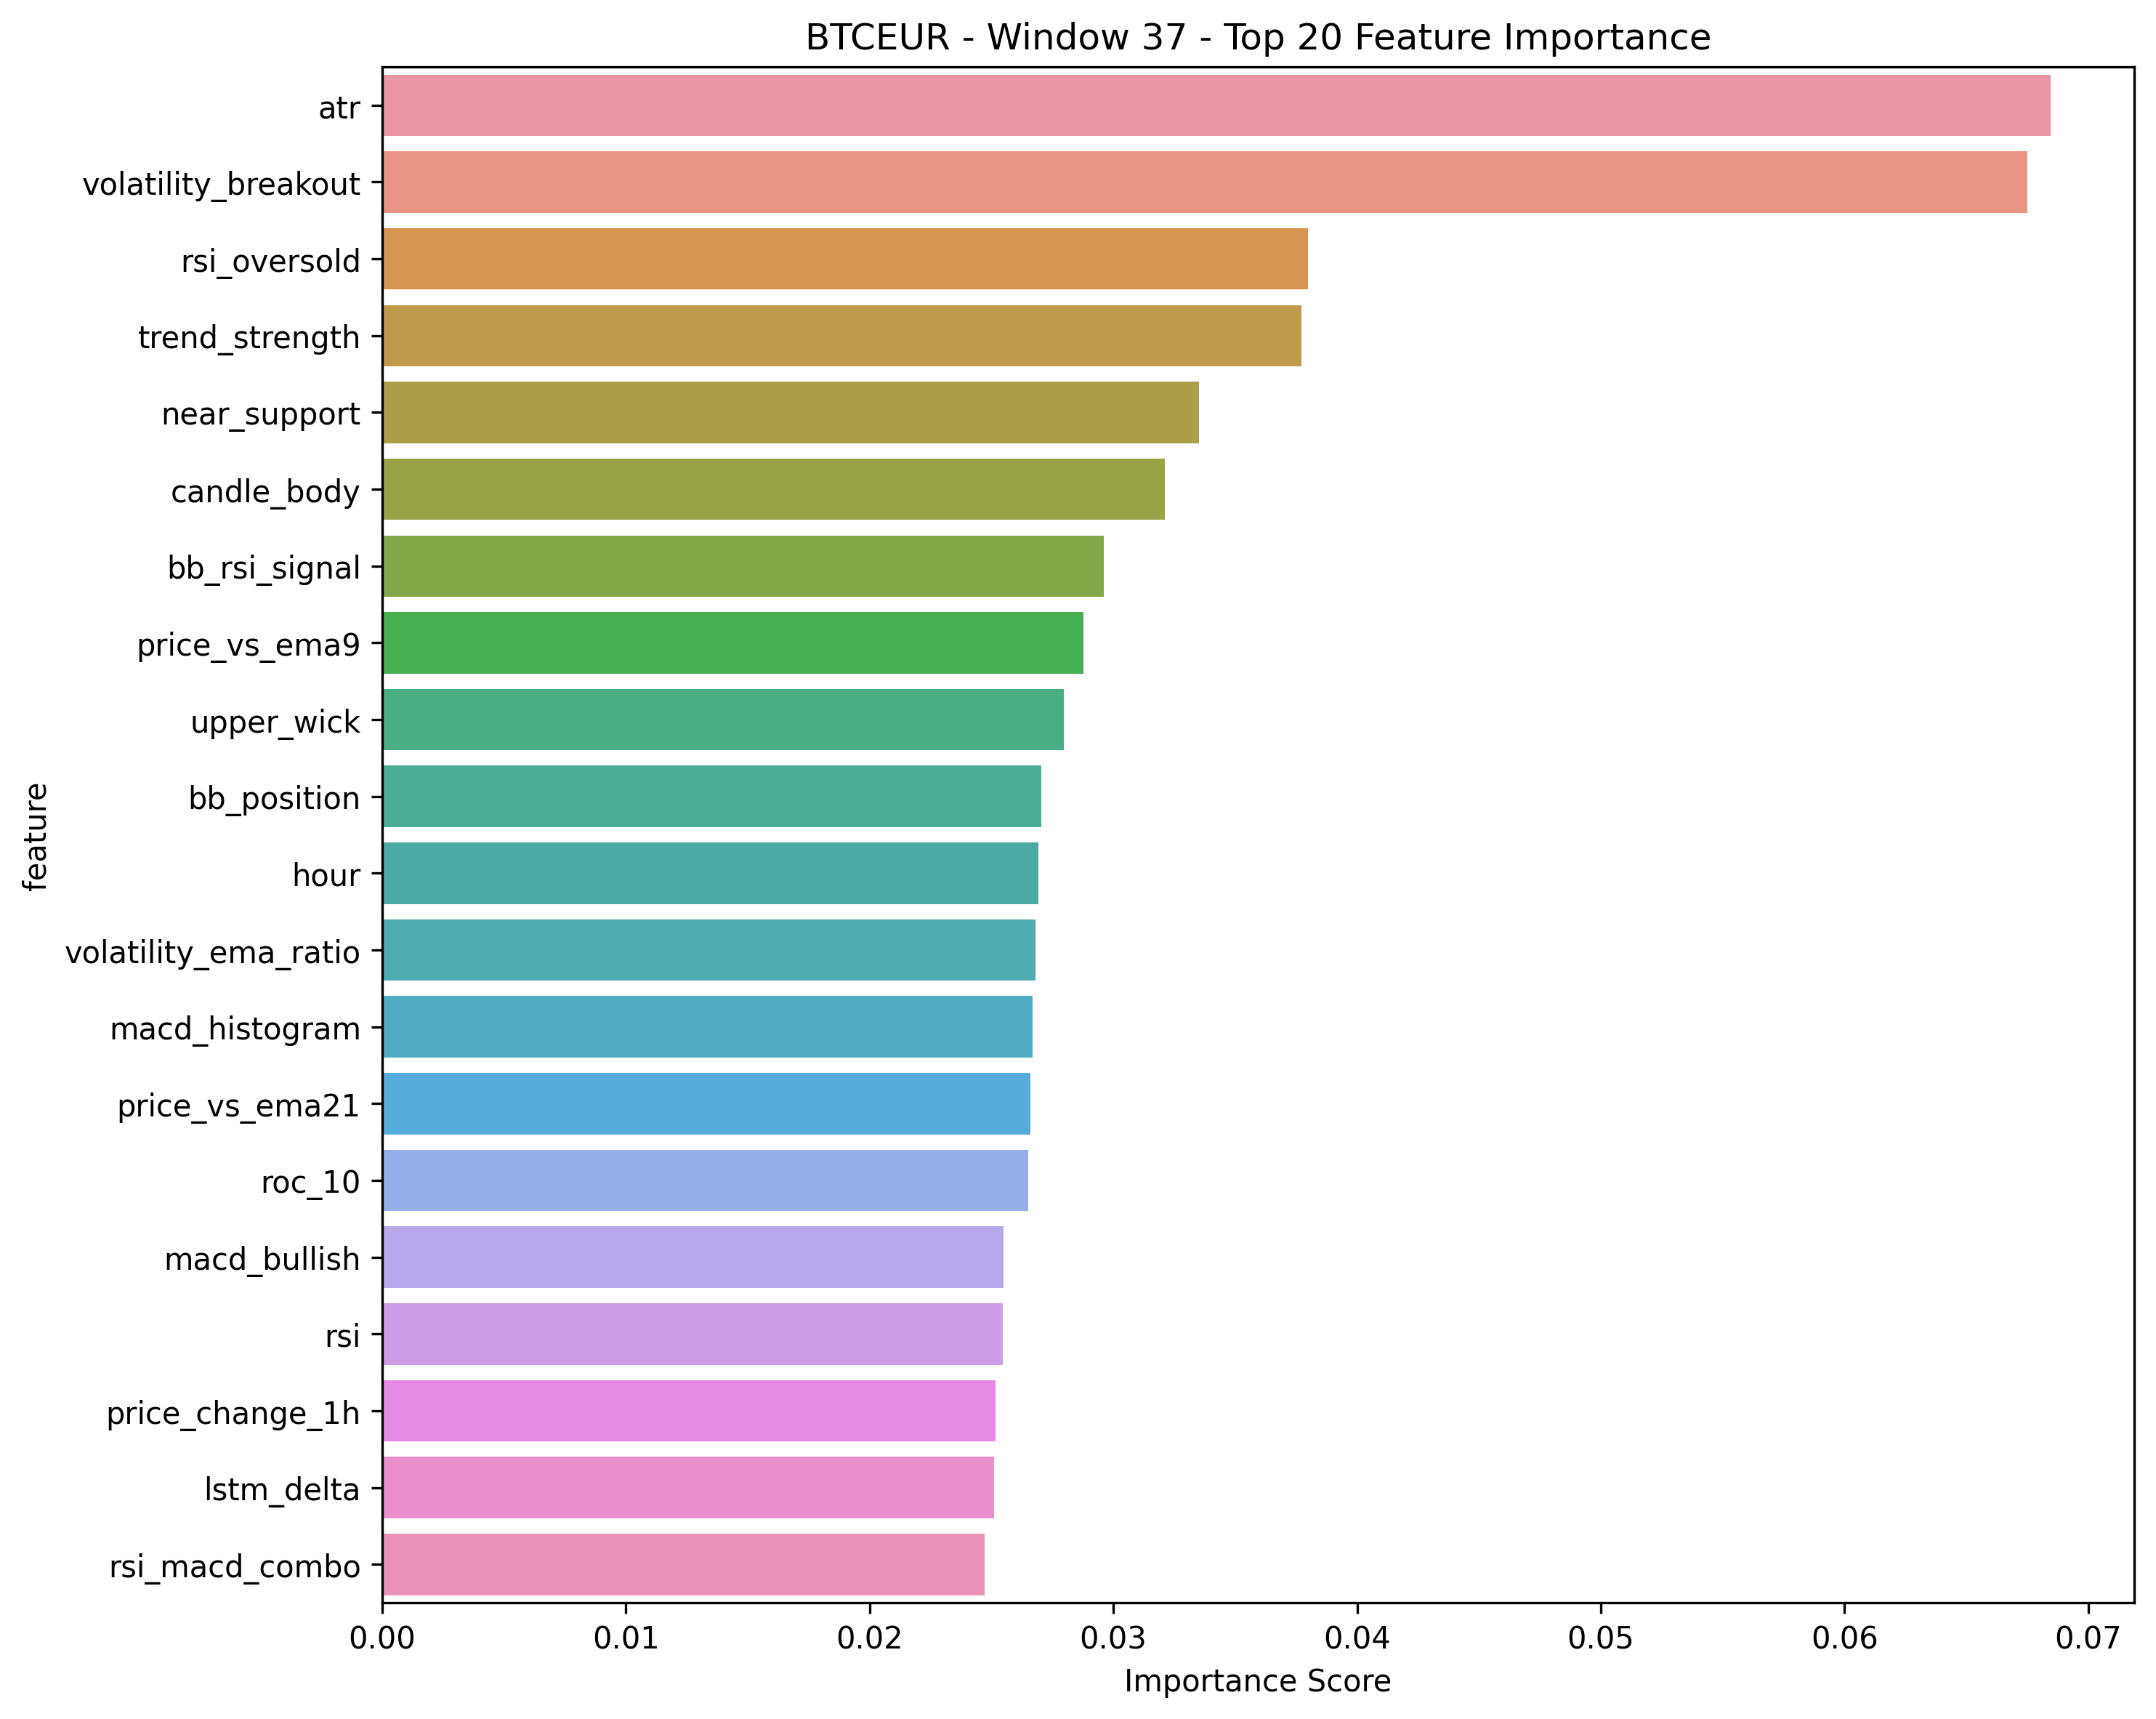 BTCEUR - Window 37 - Top 20 Feature Importance
atr
volatility_breakout
rsi_oversold
trend_strength
near_support
candle_body
bb_rsi_signal
price_vs_ema9
upper_wick
bb_position
hour
volatility_ema_ratio
macd_histogram
price_vs_ema21
roc_10
macd_bullish
rsi
price_change_1h
lstm_delta
rsi_macd_combo
feature
0.00 0.01 0.02 0.03 0.04 0.05 0.06 0.07
Importance Score